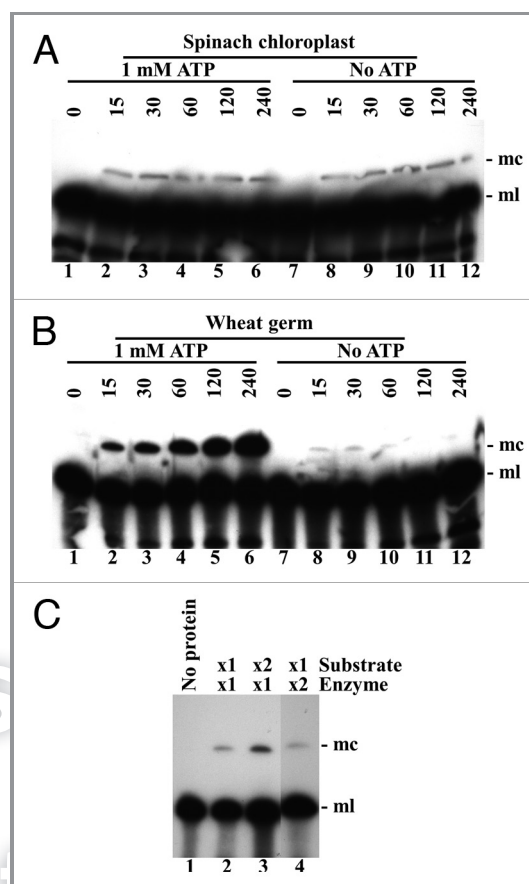 A
Spinach chloroplast
1 mM ATP No ATP
0 15 30 60 120 240 0 15 30 60 120 240
- mc
- ml
1 2 3 4 5 6 7 8 9 10 11 12
B
Wheat germ
1 mM ATP No ATP
0 15 30 60 120 240 0 15 30 60 120 240
- mc
- ml
1 2 3 4 5 6 7 8 9 10 11 12
C
No protein
x1 x2 x1 Substrate
x1 x1 x2 Enzyme
- mc
- ml
1 2 3 4